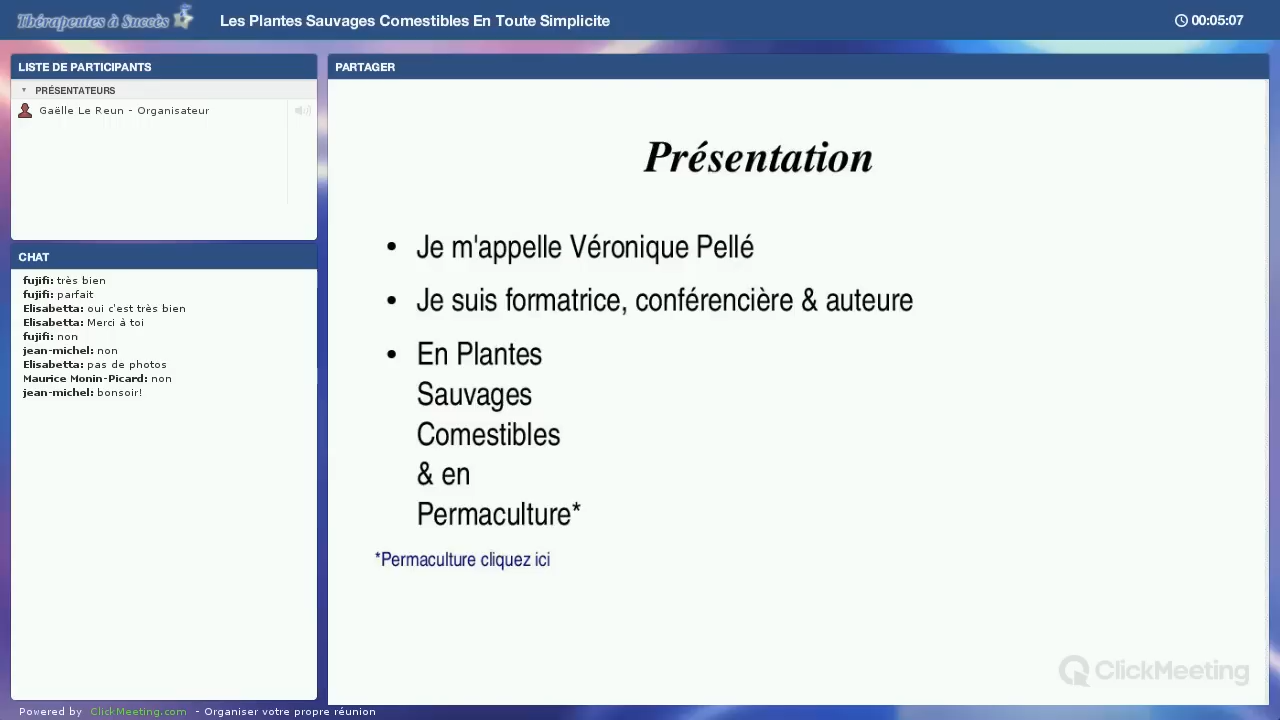 Thérapeutes à Succès
Les Plantes Sauvages Comestibles En Toute Simplicite
00:05:07
LISTE DE PARTICIPANTS
PRÉSENTATEURS
Gaëlle Le Reun - Organisateur
CHAT
fujifi: très bien
fujifi: parfait
Elisabetta: oui c'est très bien
Elisabetta: Merci à toi
fujifi: non
jean-michel: non
Elisabetta: pas de photos
Maurice Monin-Picard: non
jean-michel: bonsoir!
PARTAGER
Présentation
• Je m'appelle Véronique Pellé
• Je suis formatrice, conférencière & auteure
• En Plantes
Sauvages
Comestibles
& en
Permaculture*
*Permaculture cliquez ici
ClickMeeting
Powered by ClickMeeting.com - Organiser votre propre réunion